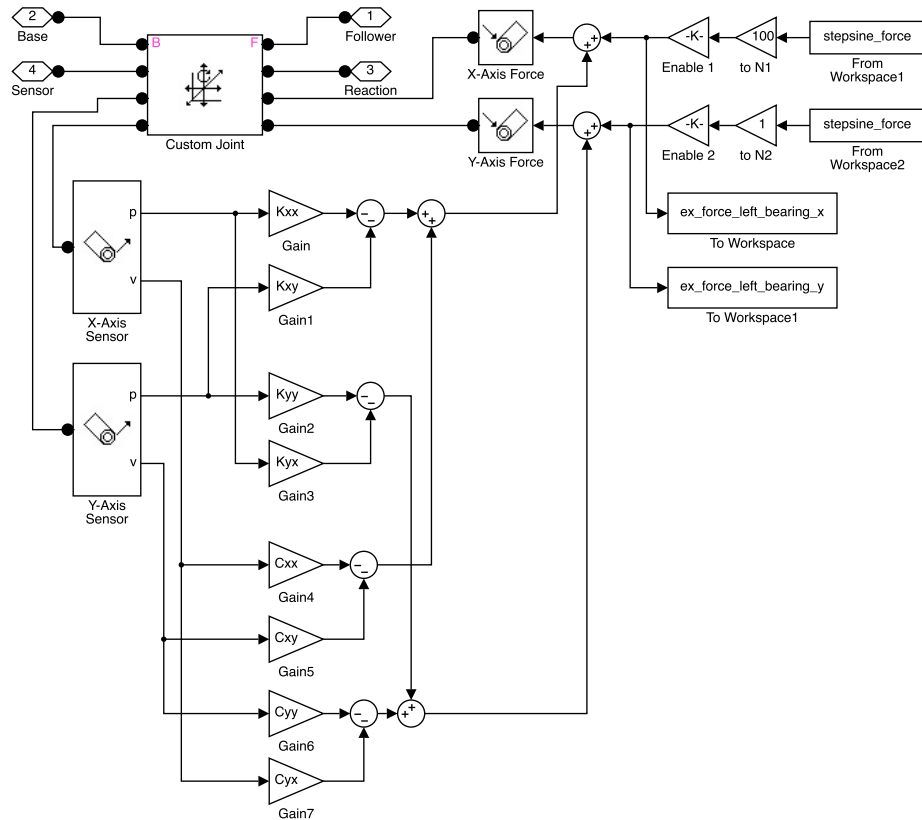 2
Base
4
Sensor
B
F
Custom Joint
1
Follower
3
Reaction
X-Axis Force
Y-Axis Force
+
+
+
+
-K-
Enable 1
100
to N1
stepsine_force
From
Workspace1
-K-
Enable 2
1
to N2
stepsine_force
From
Workspace2
ex_force_left_bearing_x
To Workspace
ex_force_left_bearing_y
To Workspace1
p
v
X-Axis
Sensor
p
v
Y-Axis
Sensor
Kxx
Gain
−
−
+
+
Kxy
Gain1
Kyy
Gain2
−
−
Kyx
Gain3
Cxx
Gain4
−
−
Cxy
Gain5
Cyy
Gain6
−
−
+
+
Cyx
Gain7